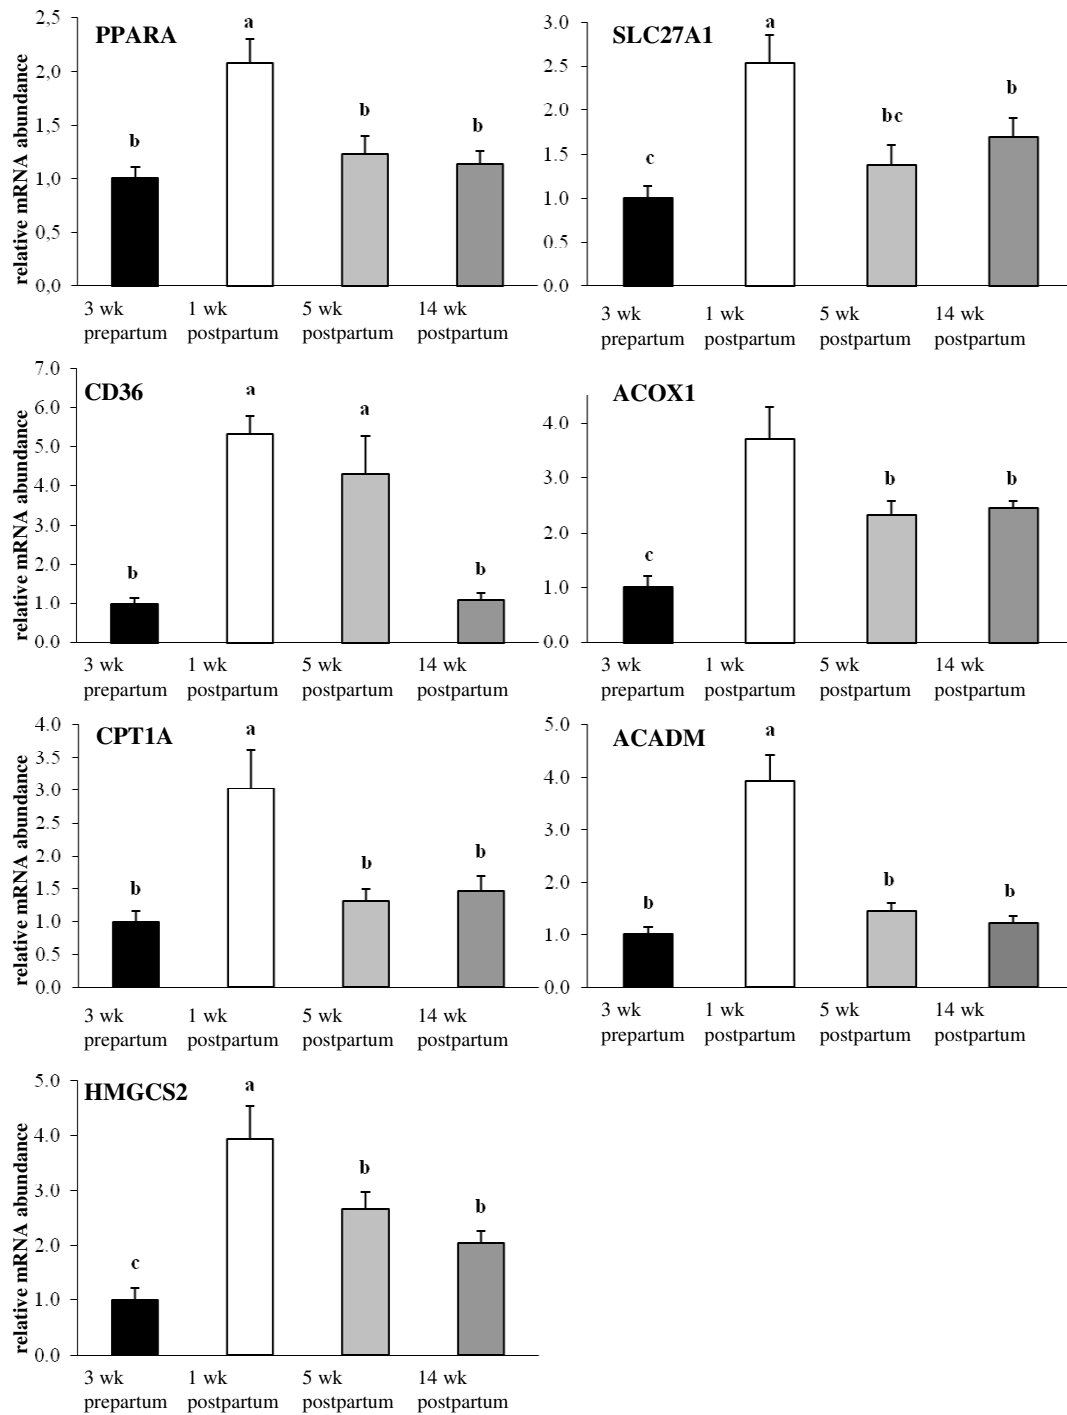 PPARA
relative mRNA abundance
2,5
2,0
1,5
1,0
0,5
0,0
b
a
b
b
3 wk prepartum
1 wk postpartum
5 wk postpartum
14 wk postpartum
SLC27A1
3.0
2.5
2.0
1.5
1.0
0.5
0.0
c
a
bc
b
3 wk prepartum
1 wk postpartum
5 wk postpartum
14 wk postpartum
CD36
relative mRNA abundance
7.0
6.0
5.0
4.0
3.0
2.0
1.0
0.0
b
a
a
b
3 wk prepartum
1 wk postpartum
5 wk postpartum
14 wk postpartum
ACOX1
4.0
3.0
2.0
1.0
0.0
c
b
b
3 wk prepartum
1 wk postpartum
5 wk postpartum
14 wk postpartum
CPT1A
relative mRNA abundance
4.0
3.5
3.0
2.5
2.0
1.5
1.0
0.5
0.0
b
a
b
b
3 wk prepartum
1 wk postpartum
5 wk postpartum
14 wk postpartum
ACADM
5.0
4.0
3.0
2.0
1.0
0.0
b
a
b
b
3 wk prepartum
1 wk postpartum
5 wk postpartum
14 wk postpartum
HMGCS2
relative mRNA abundance
5.0
4.0
3.0
2.0
1.0
0.0
c
a
b
b
3 wk prepartum
1 wk postpartum
5 wk postpartum
14 wk postpartum